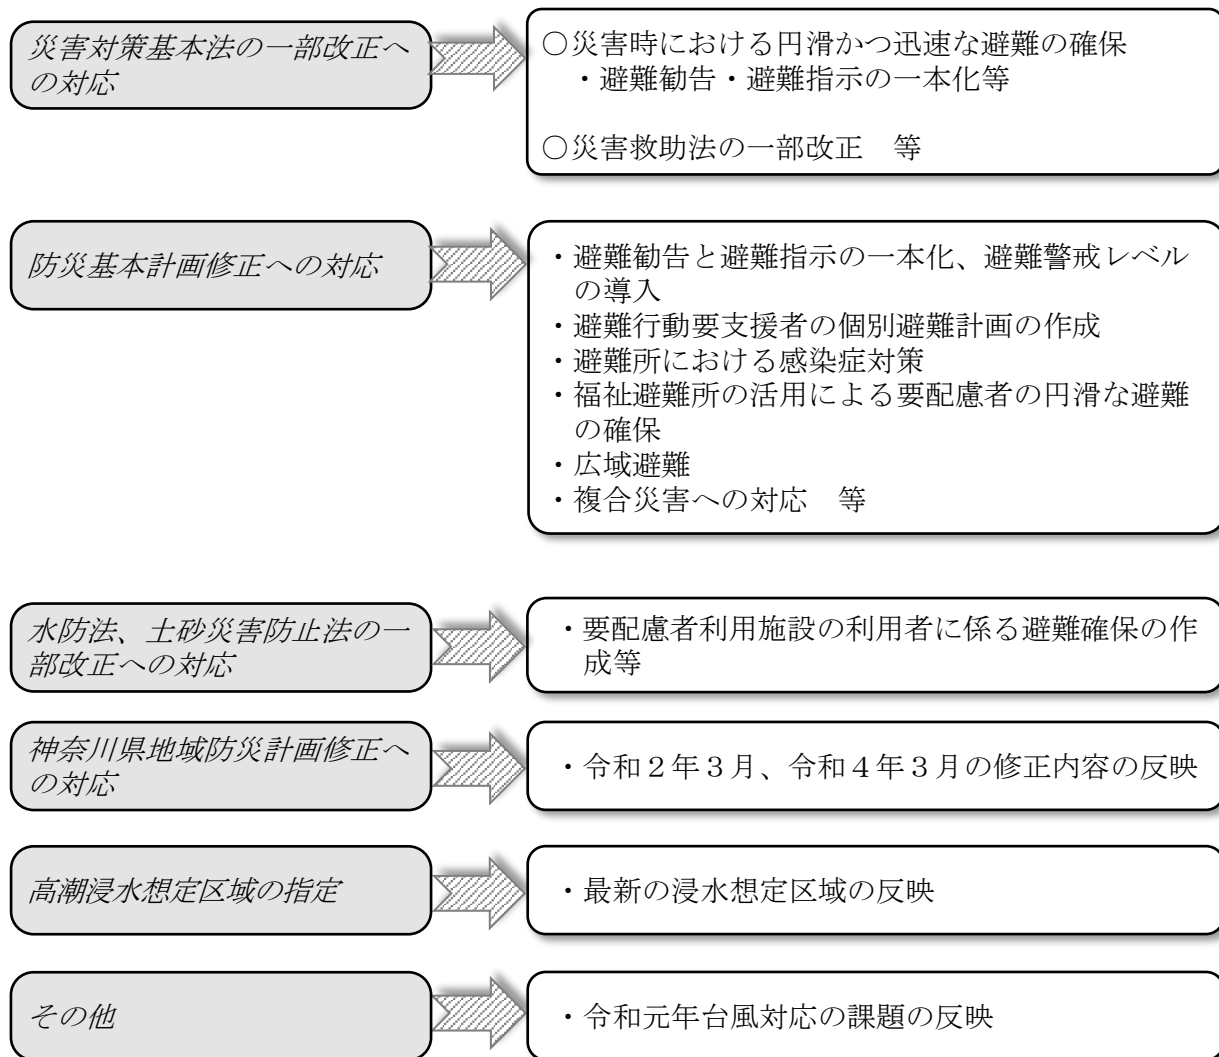 災害対策基本法の一部改正へ
の対応
○災害時における円滑かつ迅速な避難の確保
・避難勧告・避難指示の一本化等
○災害救助法の一部改正　等
防災基本計画修正への対応
・避難勧告と避難指示の一本化、避難警戒レベル
の導入
・避難行動要支援者の個別避難計画の作成
・避難所における感染症対策
・福祉避難所の活用による要配慮者の円滑な避難
の確保
・広域避難
・複合災害への対応　等
水防法、土砂災害防止法の一
部改正への対応
・要配慮者利用施設の利用者に係る避難確保の作
成等
神奈川県地域防災計画修正へ
の対応
・令和２年３月、令和４年３月の修正内容の反映
高潮浸水想定区域の指定
・最新の浸水想定区域の反映
その他
・令和元年台風対応の課題の反映